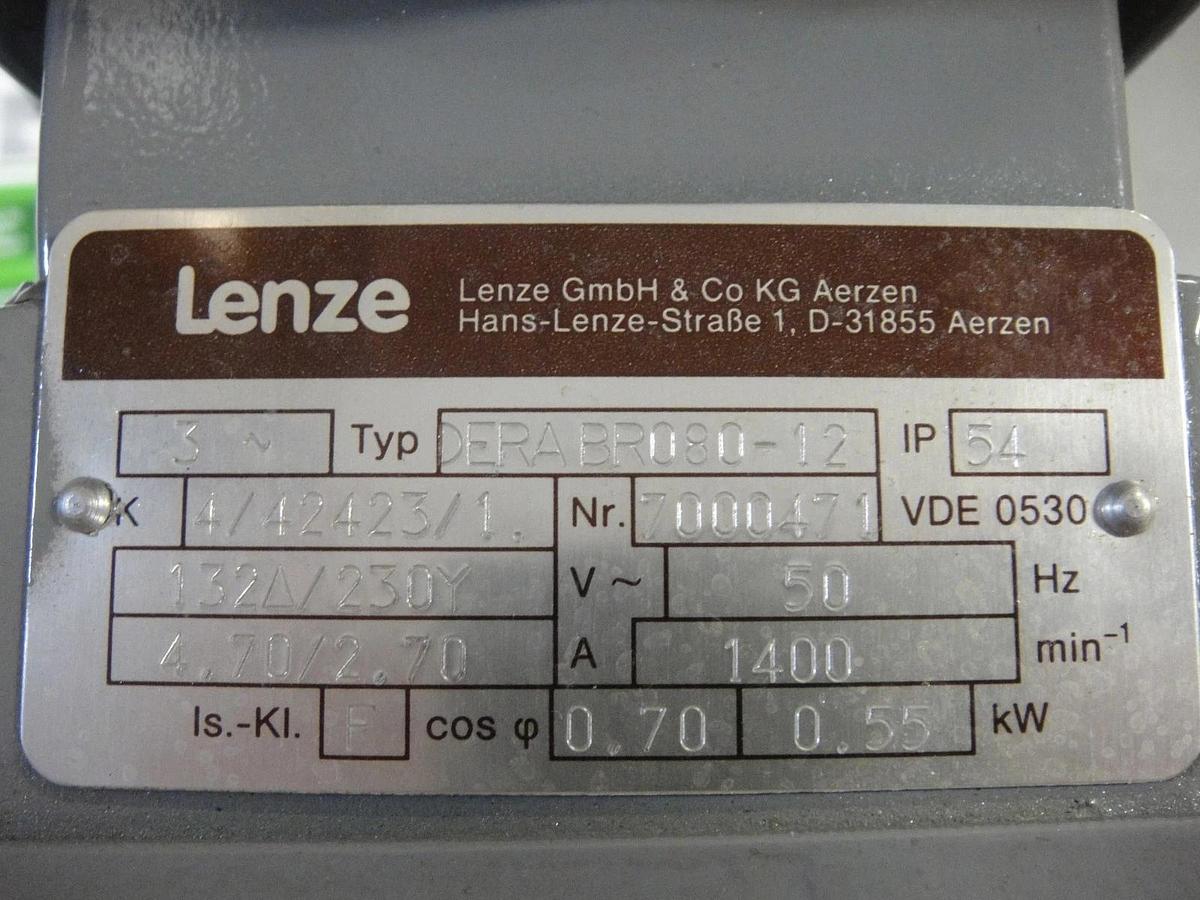 Lenze
Lenze GmbH & Co KG Aerzen
Hans-Lenze-Straße 1, D-31855 Aerzen
3 ~ Typ DERABR080-12 IP 54
K 4/42423/1. Nr. 7000471 VDE 0530
132Δ/230Y V~ 50 Hz
4.70/2.70 A 1400 min⁻¹
Is.-Kl. F cos φ 0.70 0.55 kW